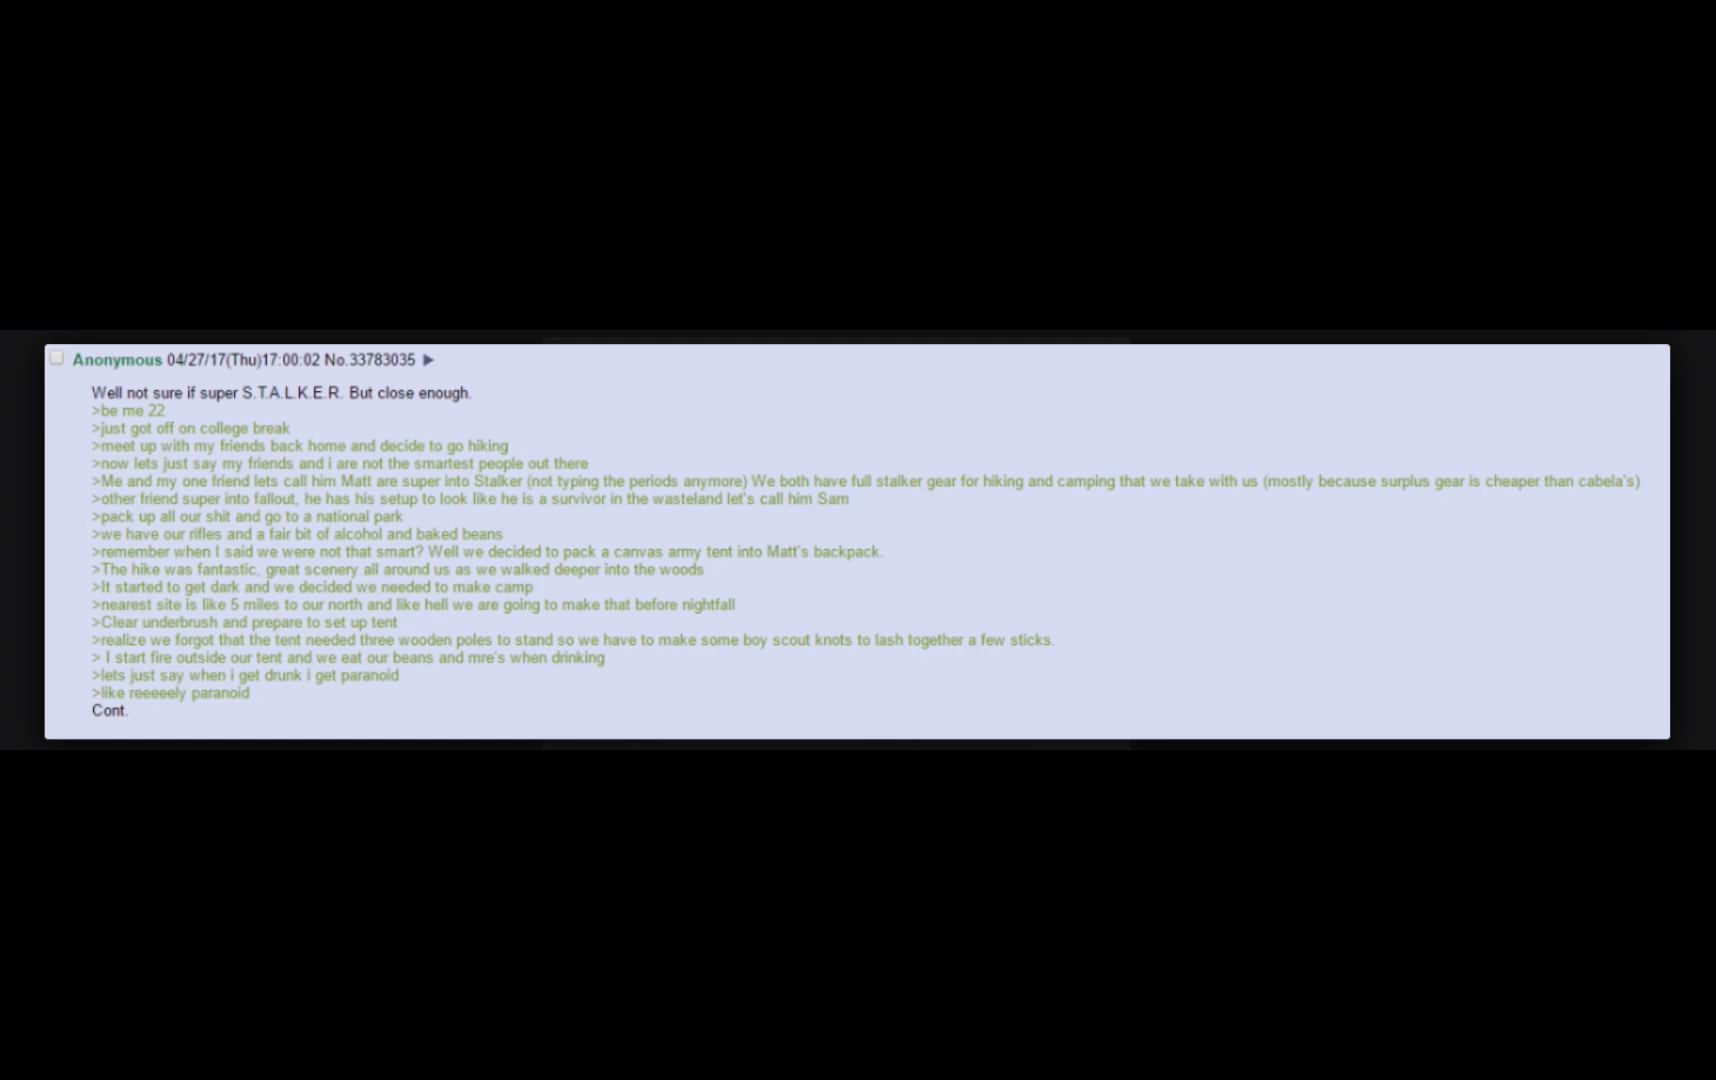 Anonymous 04/27/17(Thu)17:00:02 No.33783035 ▶
Well not sure if super S.T.A.L.K.E.R. But close enough.
>be me 22
>just got off on college break
>meet up with my friends back home and decide to go hiking
>now lets just say my friends and i are not the smartest people out there
>Me and my one friend lets call him Matt are super into Stalker (not typing the periods anymore) We both have full stalker gear for hiking and camping that we take with us (mostly because surplus gear is cheaper than cabela's)
>other friend super into fallout, he has his setup to look like he is a survivor in the wasteland let's call him Sam
>pack up all our shit and go to a national park
>we have our rifles and a fair bit of alcohol and baked beans
>remember when I said we were not that smart? Well we decided to pack a canvas army tent into Matt's backpack.
>The hike was fantastic, great scenery all around us as we walked deeper into the woods
>It started to get dark and we decided we needed to make camp
>nearest site is like 5 miles to our north and like hell we are going to make that before nightfall
>Clear underbrush and prepare to set up tent
>realize we forgot that the tent needed three wooden poles to stand so we have to make some boy scout knots to lash together a few sticks.
> I start fire outside our tent and we eat our beans and mre's when drinking
>lets just say when i get drunk i get paranoid
>like reeeeely paranoid
Cont.